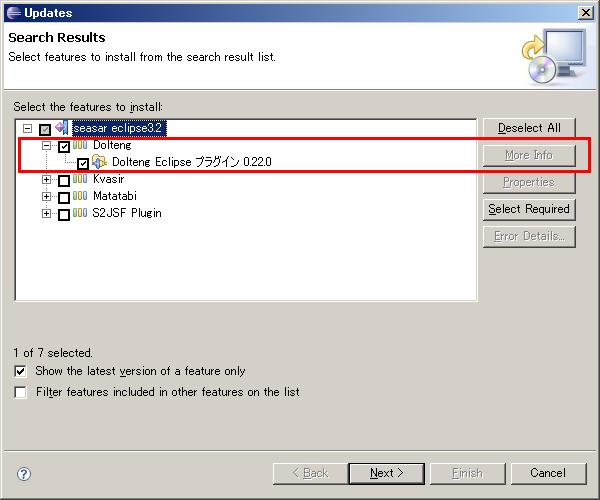 Updates
Search Results
Select features to install from the search result list.
Select the features to install:
seasar eclipse3.2
Dolteng
Dolteng Eclipse プラグイン 0.22.0
Kvasir
Matatabi
S2JSF Plugin
Deselect All
More Info
Properties
Select Required
Error Details...
1 of 7 selected.
Show the latest version of a feature only
Filter features included in other features on the list
?
< Back
Next >
Finish
Cancel